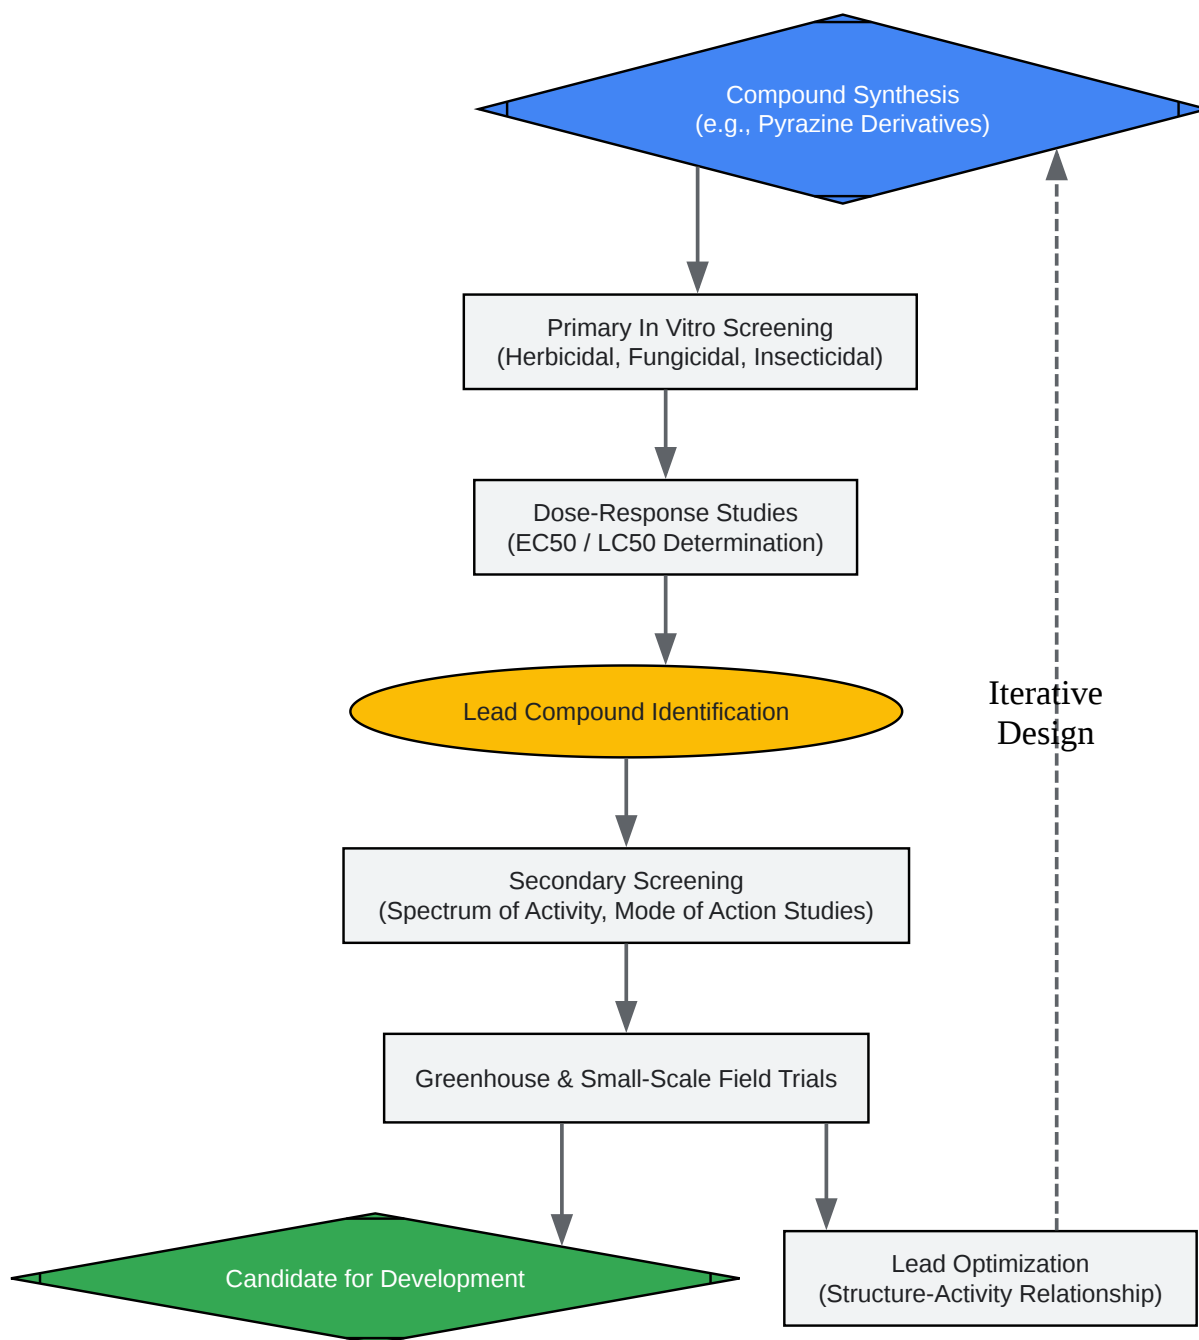 Compound Synthesis
(e.g., Pyrazine Derivatives)
Primary In Vitro Screening
(Herbicidal, Fungicidal, Insecticidal)
Dose-Response Studies
(EC50 / LC50 Determination)
Lead Compound Identification
Iterative
Design
Secondary Screening
(Spectrum of Activity, Mode of Action Studies)
Greenhouse & Small-Scale Field Trials
Candidate for Development
Lead Optimization
(Structure-Activity Relationship)